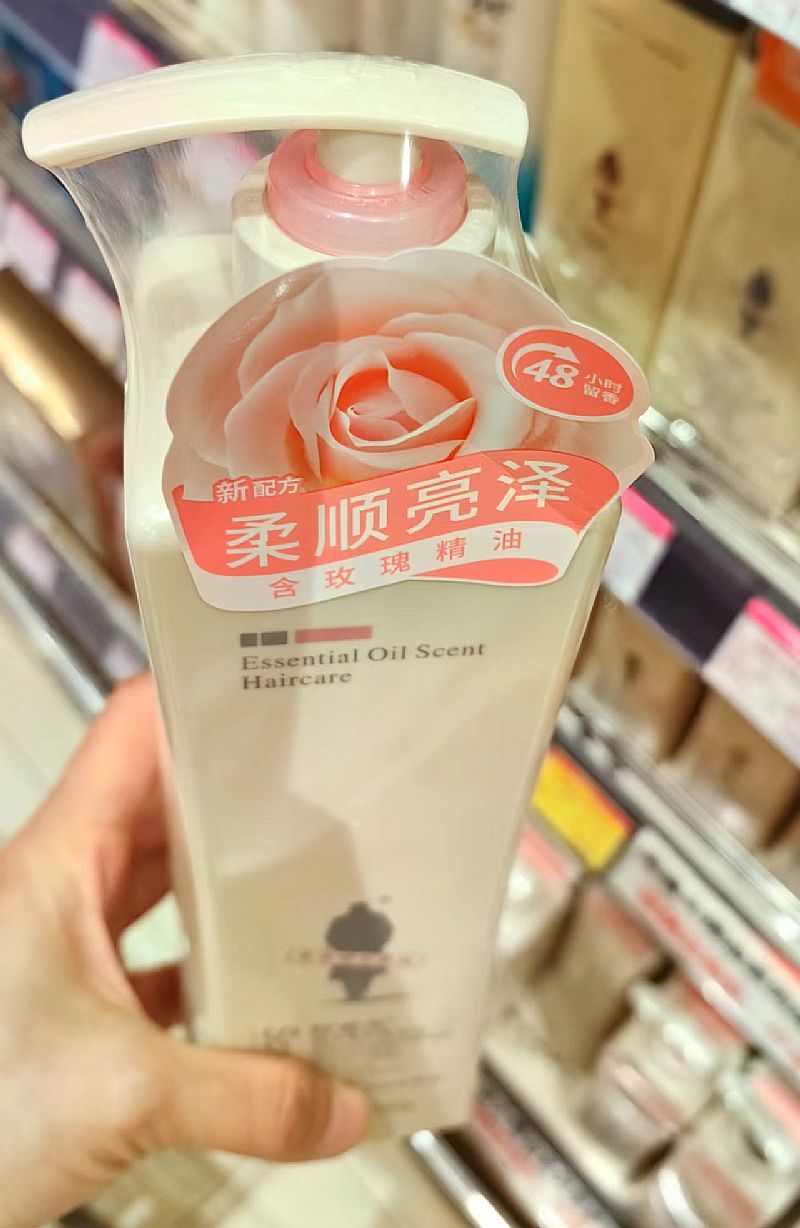 48 小时
留香
新配方
柔顺亮泽
含玫瑰精油
Essential Oil Scent
Haircare